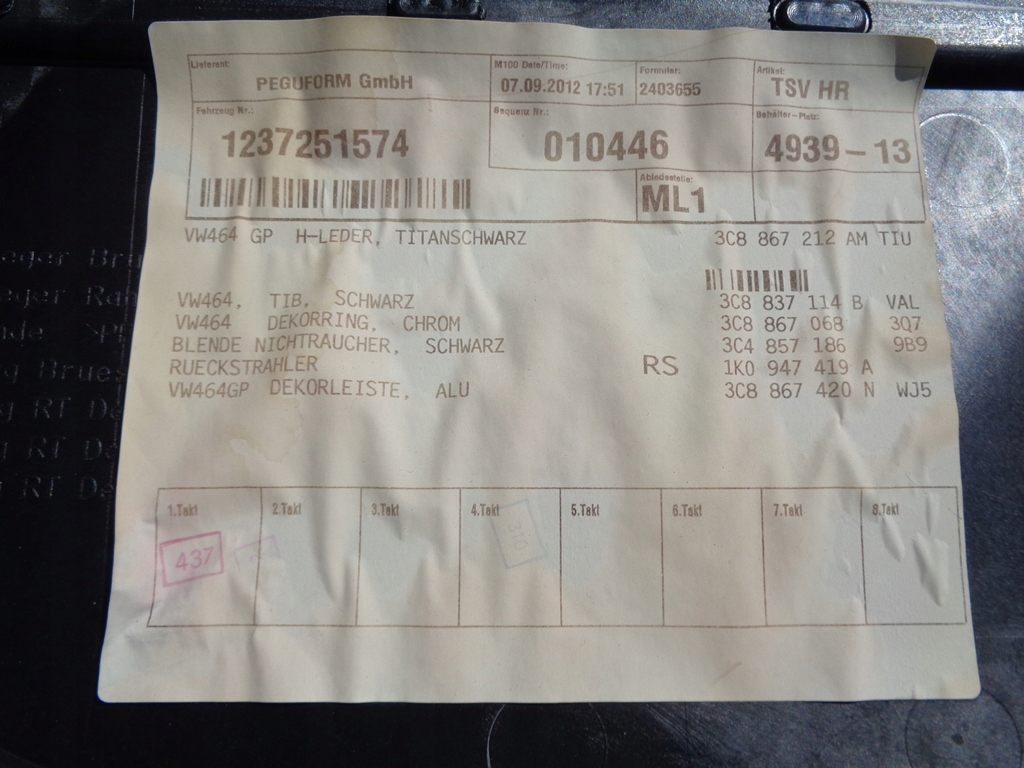 Lieferant:
PEGUFORM GmbH
M100 Date/Time:
07.09.2012 17:51
Formuler:
2403655
Artikel:
TSV HR
Fahrzeug Nr.:
1237251574
Sequenz Nr.:
010446
Behälter-Platz:
4939-13
Abladestelle:
ML1
VW464 GP H-LEDER, TITANSCHWARZ 3C8 867 212 AM TIU
VW464, TIB, SCHWARZ 3C8 837 114 B VAL
VW464 DEKORRING, CHROM 3C8 867 068 3Q7
BLENDE NICHTRAUCHER, SCHWARZ 3C4 857 186 9B9
RUECKSTRAHLER RS 1K0 947 419 A
VW464GP DEKORLEISTE, ALU 3C8 867 420 N WJ5
1.Takt 2.Takt 3.Takt 4.Takt 5.Takt 6.Takt 7.Takt 8.Takt
437 310